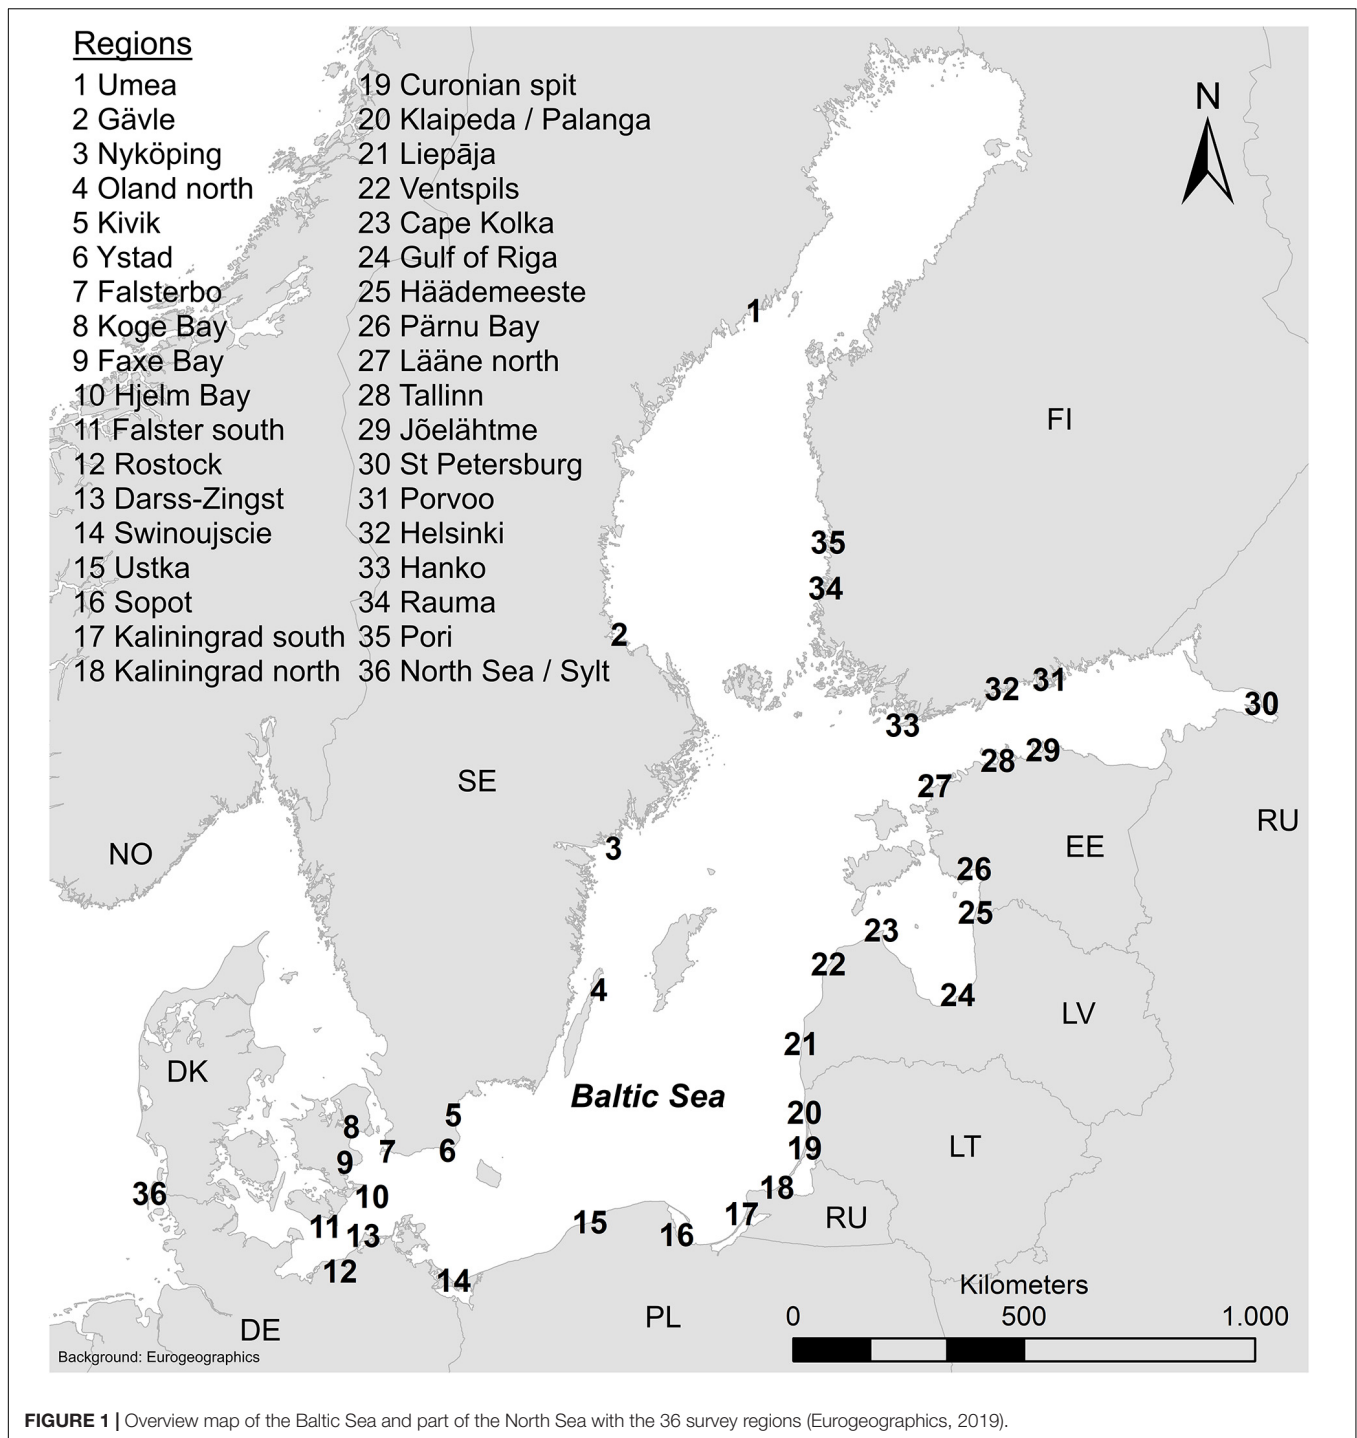 Regions
1 Umea
2 Gävle
3 Nyköping
4 Oland north
5 Kivik
6 Ystad
7 Falsterbo
8 Koge Bay
9 Faxe Bay
10 Hjelm Bay
11 Falster south
12 Rostock
13 Darss-Zingst
14 Swinoujscie
15 Ustka
16 Sopot
17 Kaliningrad south
18 Kaliningrad north
19 Curonian spit
20 Klaipeda / Palanga
21 Liepāja
22 Ventspils
23 Cape Kolka
24 Gulf of Riga
25 Häädemeeste
26 Pärnu Bay
27 Lääne north
28 Tallinn
29 Jõelähtme
30 St Petersburg
31 Porvoo
32 Helsinki
33 Hanko
34 Rauma
35 Pori
36 North Sea / Sylt
N
1
FI
35
34
2
32
31
30
33
29
28
27
SE
RU
3
NO
EE
26
25
23
22
4
24
LV
21
DK
Baltic Sea
5
20
8
7
6
19
LT
9
18
36
10
17
RU
11
13
15
16
12
14
Kilometers
0
500
1.000
PL
DE
Background: Eurogeographics
FIGURE 1 | Overview map of the Baltic Sea and part of the North Sea with the 36 survey regions (Eurogeographics, 2019).